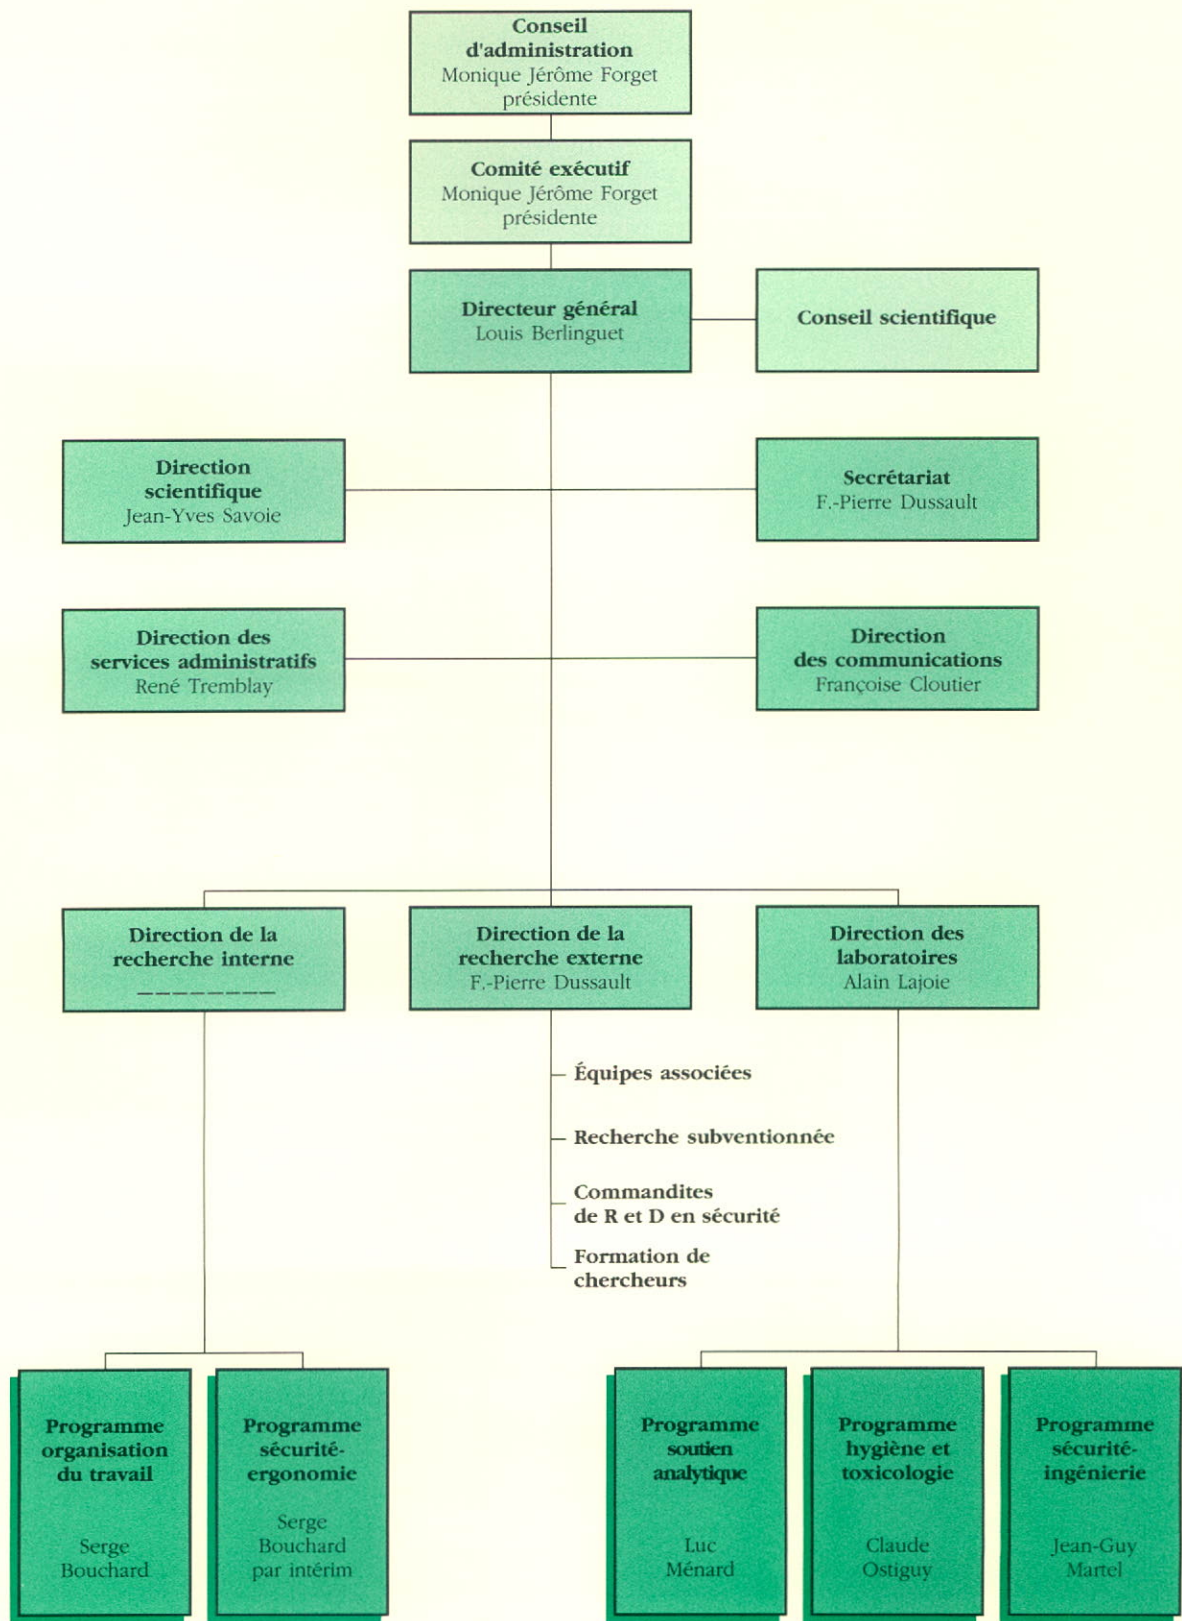 Conseil
d'administration
Monique Jérôme Forget
présidente
Comité exécutif
Monique Jérôme Forget
présidente
Directeur général
Louis Berlinguet
Conseil scientifique
Direction
scientifique
Jean-Yves Savoie
Secrétariat
F.-Pierre Dussault
Direction des
services administratifs
René Tremblay
Direction
des communications
Françoise Cloutier
Direction de la
recherche interne
________
Direction de la
recherche externe
F.-Pierre Dussault
Direction des
laboratoires
Alain Lajoie
Équipes associées
Recherche subventionnée
Commandites
de R et D en sécurité
Formation de
chercheurs
Programme
organisation
du travail
Serge
Bouchard
Programme
sécurité-
ergonomie
Serge
Bouchard
par intérim
Programme
soutien
analytique
Luc
Ménard
Programme
hygiène et
toxicologie
Claude
Ostiguy
Programme
sécurité-
ingénierie
Jean-Guy
Martel